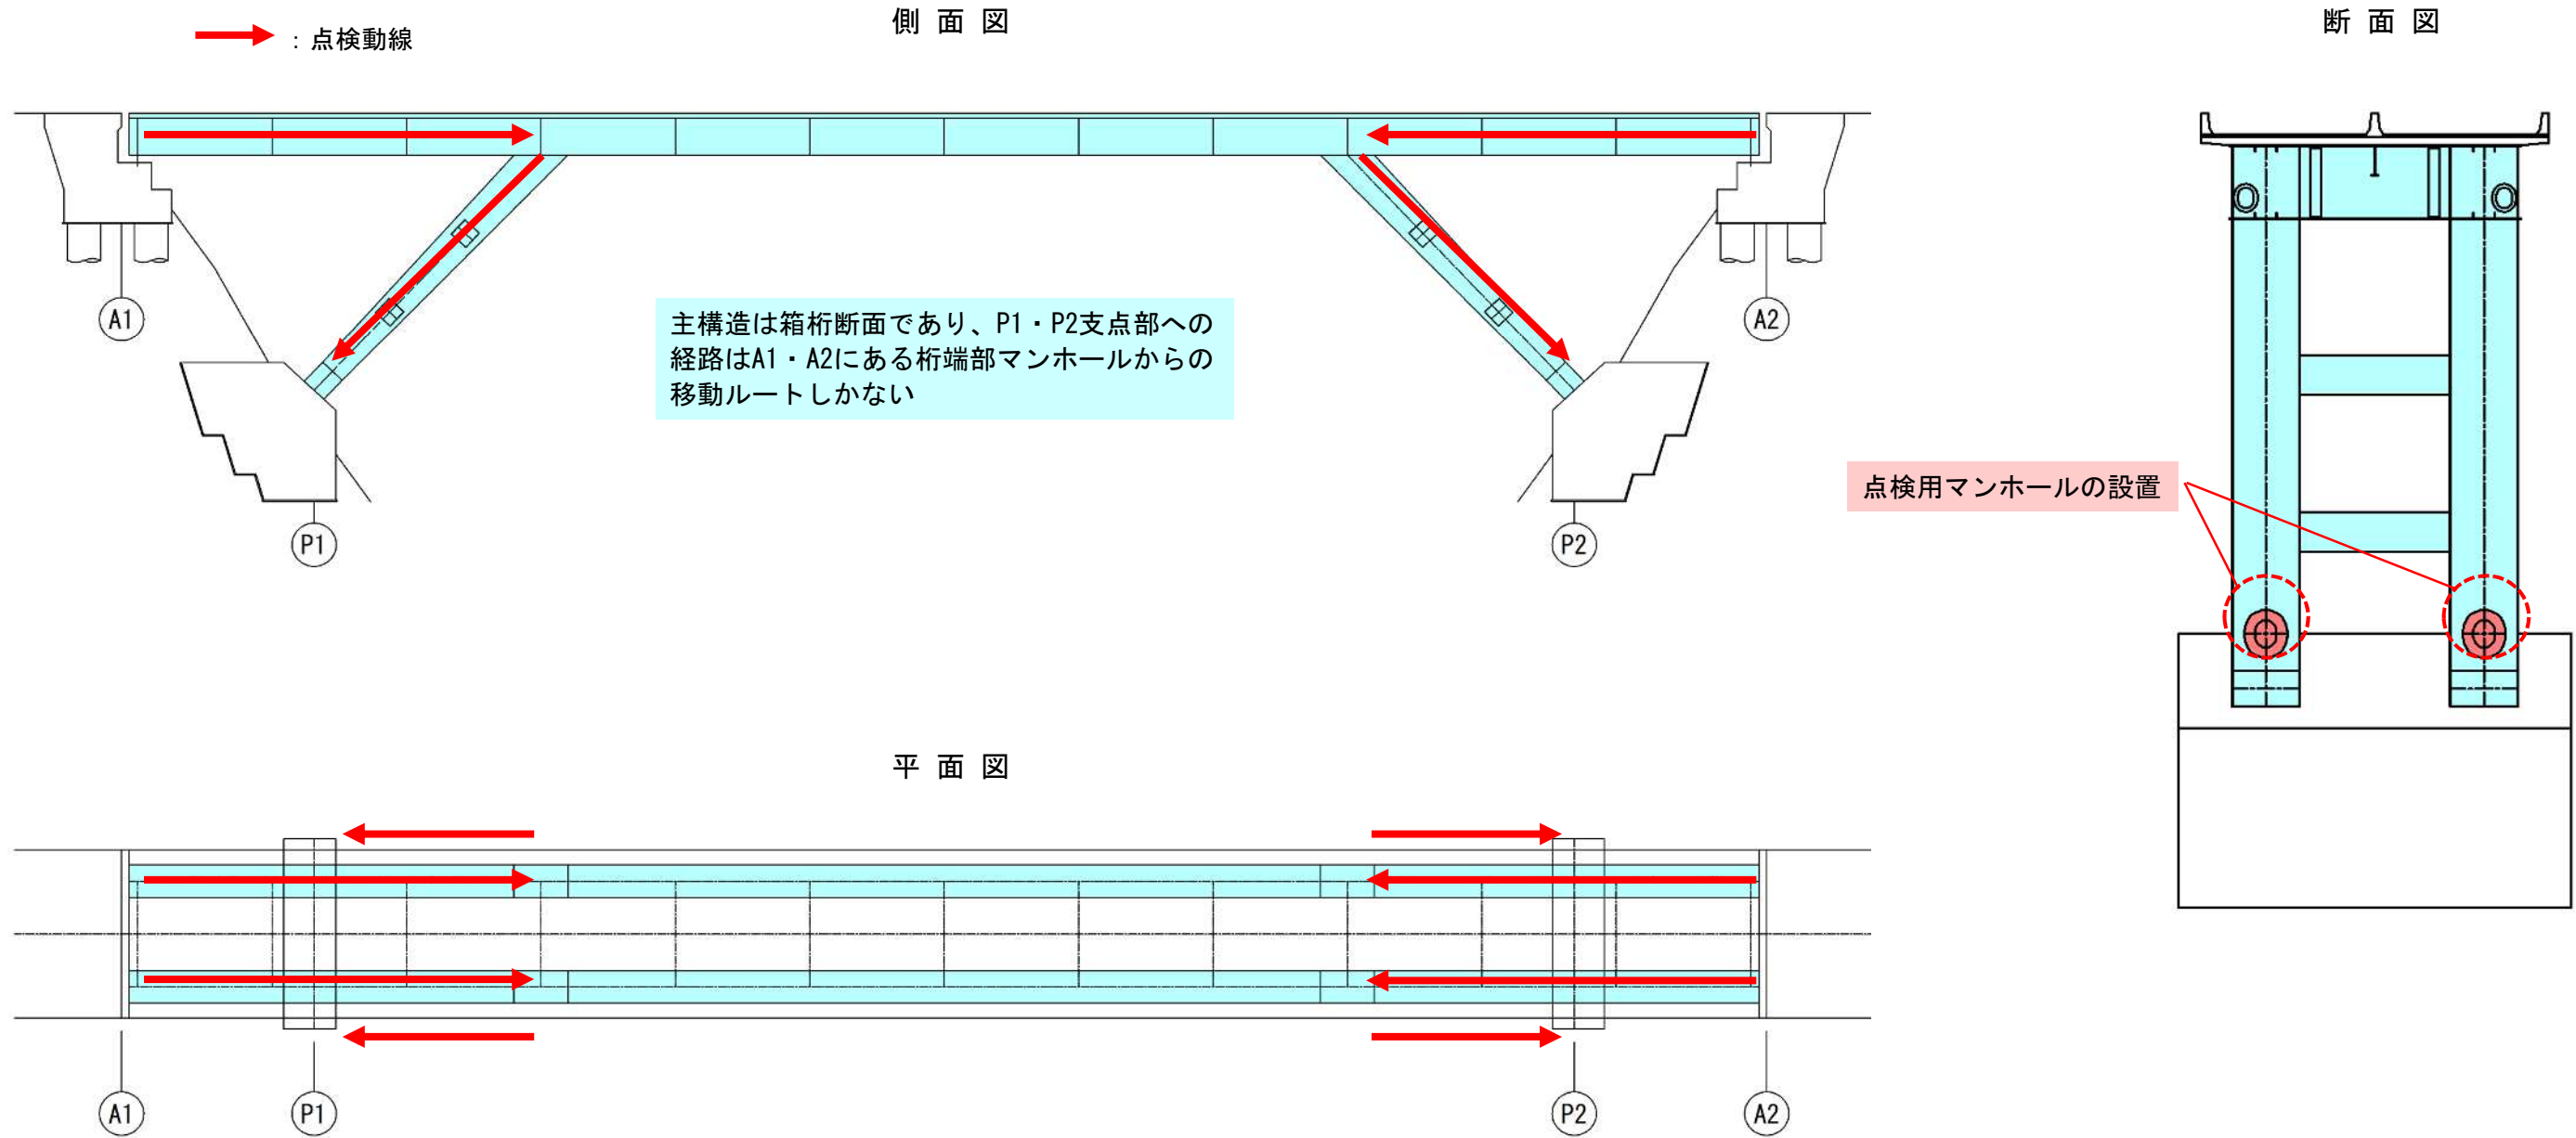 側面図
断面図
：点検動線
A1
A2
主構造は箱桁断面であり、P1・P2支点部への
経路はA1・A2にある桁端部マンホールからの
移動ルートしかない
点検用マンホールの設置
P1
P2
平面図
A1
P1
P2
A2